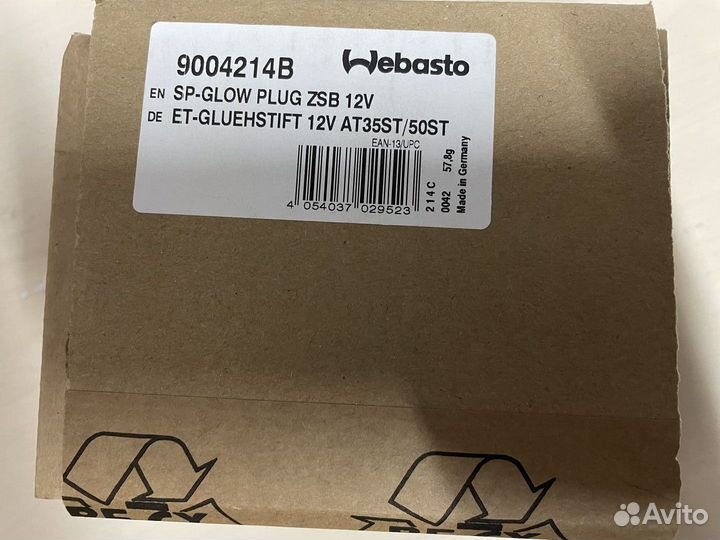 9004214B
Webasto
EN SP-GLOW PLUG ZSB 12V
DE ET-GLUEHSTIFT 12V AT35ST/50ST
EAN-13/UPC
4 054037 029523
214C
0042 57,8g
Made in Germany
Avito